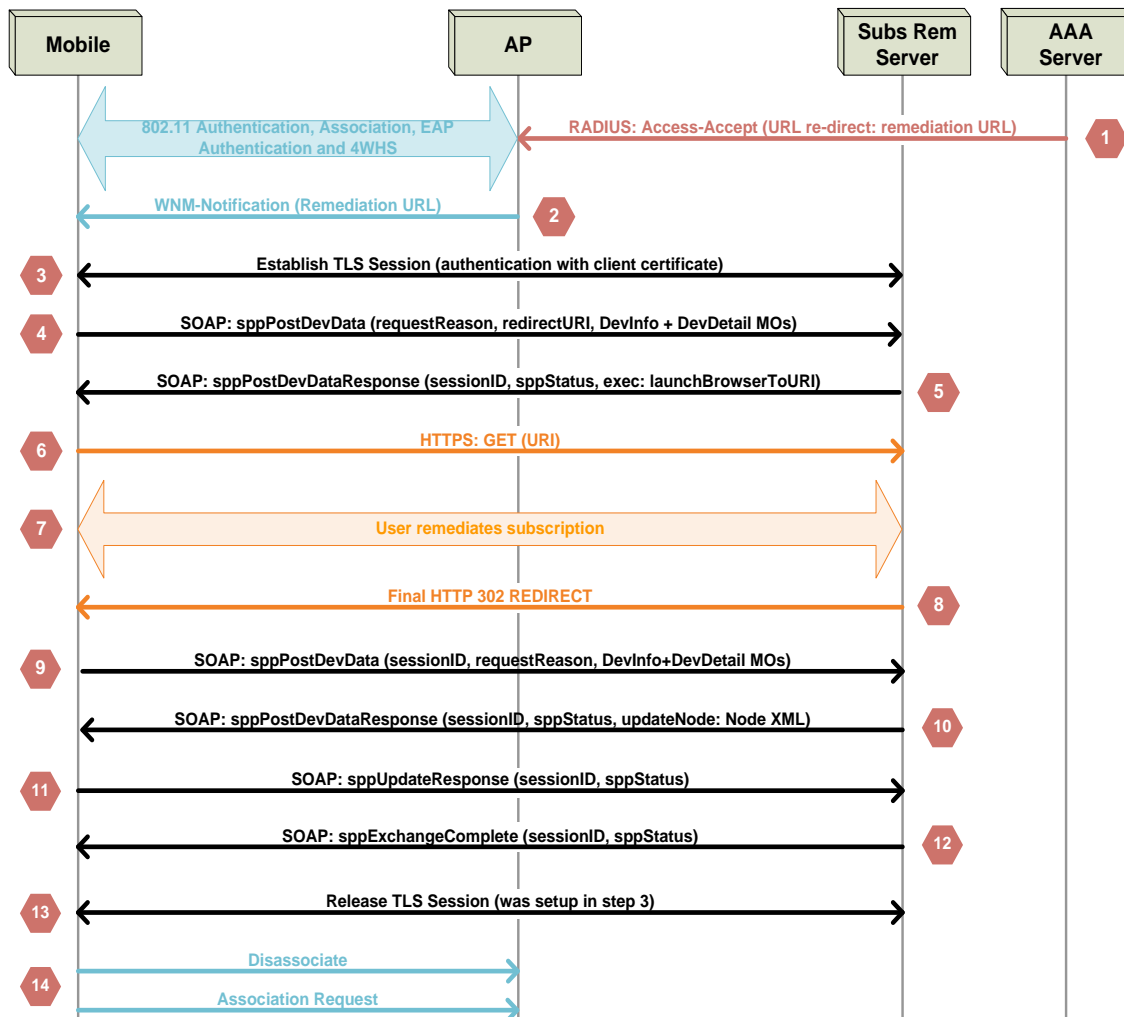 Mobile
AP
Subs Rem
Server
AAA
Server
802.11 Authentication, Association, EAP
Authentication and 4WHS
RADIUS: Access-Accept (URL re-direct: remediation URL)
1
WNM-Notification (Remediation URL)
2
3
Establish TLS Session (authentication with client certificate)
4
SOAP: sppPostDevData (requestReason, redirectURI, DevInfo + DevDetail MOs)
SOAP: sppPostDevDataResponse (sessionID, sppStatus, exec: launchBrowserToURI)
5
6
HTTPS: GET (URI)
7
User remediates subscription
Final HTTP 302 REDIRECT
8
9
SOAP: sppPostDevData (sessionID, requestReason, DevInfo+DevDetail MOs)
SOAP: sppPostDevDataResponse (sessionID, sppStatus, updateNode: Node XML)
10
11
SOAP: sppUpdateResponse (sessionID, sppStatus)
SOAP: sppExchangeComplete (sessionID, sppStatus)
12
13
Release TLS Session (was setup in step 3)
14
Disassociate
Association Request